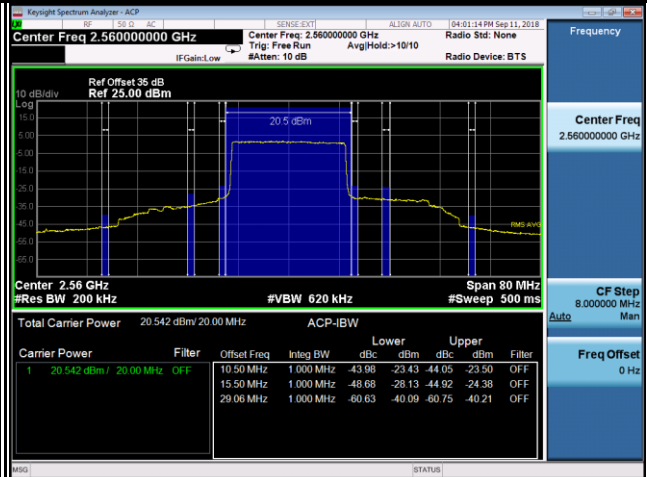 Keysight Spectrum Analyzer - ACP
RF 50 Ω AC SENSE:EXT ALIGN AUTO 04:01:14 PM Sep 11, 2018
Center Freq 2.560000000 GHz Center Freq: 2.560000000 GHz Radio Std: None
Trig: Free Run Avg|Hold:>10/10
IFGain:Low #Atten: 10 dB Radio Device: BTS
Frequency
Ref Offset 35 dB
10 dB/div Ref 25.00 dBm
Log
15.0
20.5 dBm
5.00
-5.00
-15.0
-25.0
-35.0
-45.0
RMS AVG
-55.0
-65.0
Center 2.56 GHz Span 80 MHz
#Res BW 200 kHz #VBW 620 kHz #Sweep 500 ms
Total Carrier Power 20.542 dBm/ 20.00 MHz ACP-IBW
Lower Upper
Carrier Power Filter Offset Freq Integ BW dBc dBm dBc dBm Filter
1 20.542 dBm / 20.00 MHz OFF 10.50 MHz 1.000 MHz -43.98 -23.43 -44.05 -23.50 OFF
15.50 MHz 1.000 MHz -48.68 -28.13 -44.92 -24.38 OFF
29.06 MHz 1.000 MHz -60.63 -40.09 -60.75 -40.21 OFF
Center Freq
2.560000000 GHz
CF Step
8.000000 MHz
Auto Man
Freq Offset
0 Hz
MSG STATUS